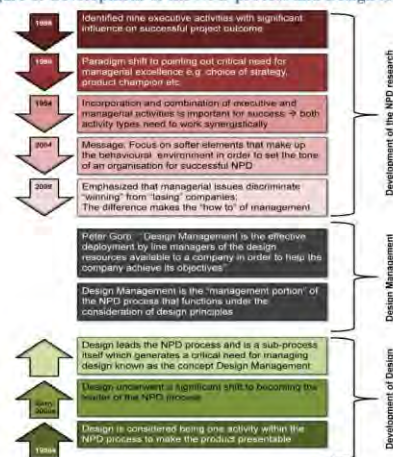 Identified nine executive activities with significant
influence on successful project outcome
Paradigm shift to pointing out critical need for
managerial excellence e.g. choice of strategy,
product champion etc.
1994
Incorporation and combination of executive and
managerial activities is important for success → both
activity types need to work synergistically
2004
Message: Focus on softer elements that make up
the behavioural environment in order to set the tone
of an organisation for successful NPD
Emphasized that managerial issues discriminate
"winning" from "losing" companies:
The difference makes the "how to" of management
Development of the NPD research
Peter Gorb: "Design Management is the effective
deployment by line managers of the design
resources available to a company in order to help the
company achieve its objectives"
Design Management is the "management portion" of
the NPD process that functions under the
consideration of design principles
Design Management
Design leads the NPD process and is a sub-process
itself which generates a critical need for managing
design known as the concept Design Management
Early
2000s
Design underwent a significant shift to becoming the
leader of the NPD process
Design is considered being one activity within the
NPD process to make the product presentable
Development of Design